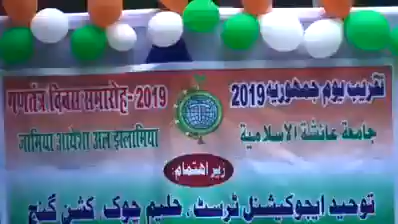 गणतंत्र दिवस समारोह- 2019
تقریب یوم جمہوریہ 2019
जामिया आयेशा अल इस्लामिया
جامعة عائشة الاسلامية
زیر اهتمام:
توحید ایجوکیشنل ٹرسٹ، حلیم چوک، کشن گنج